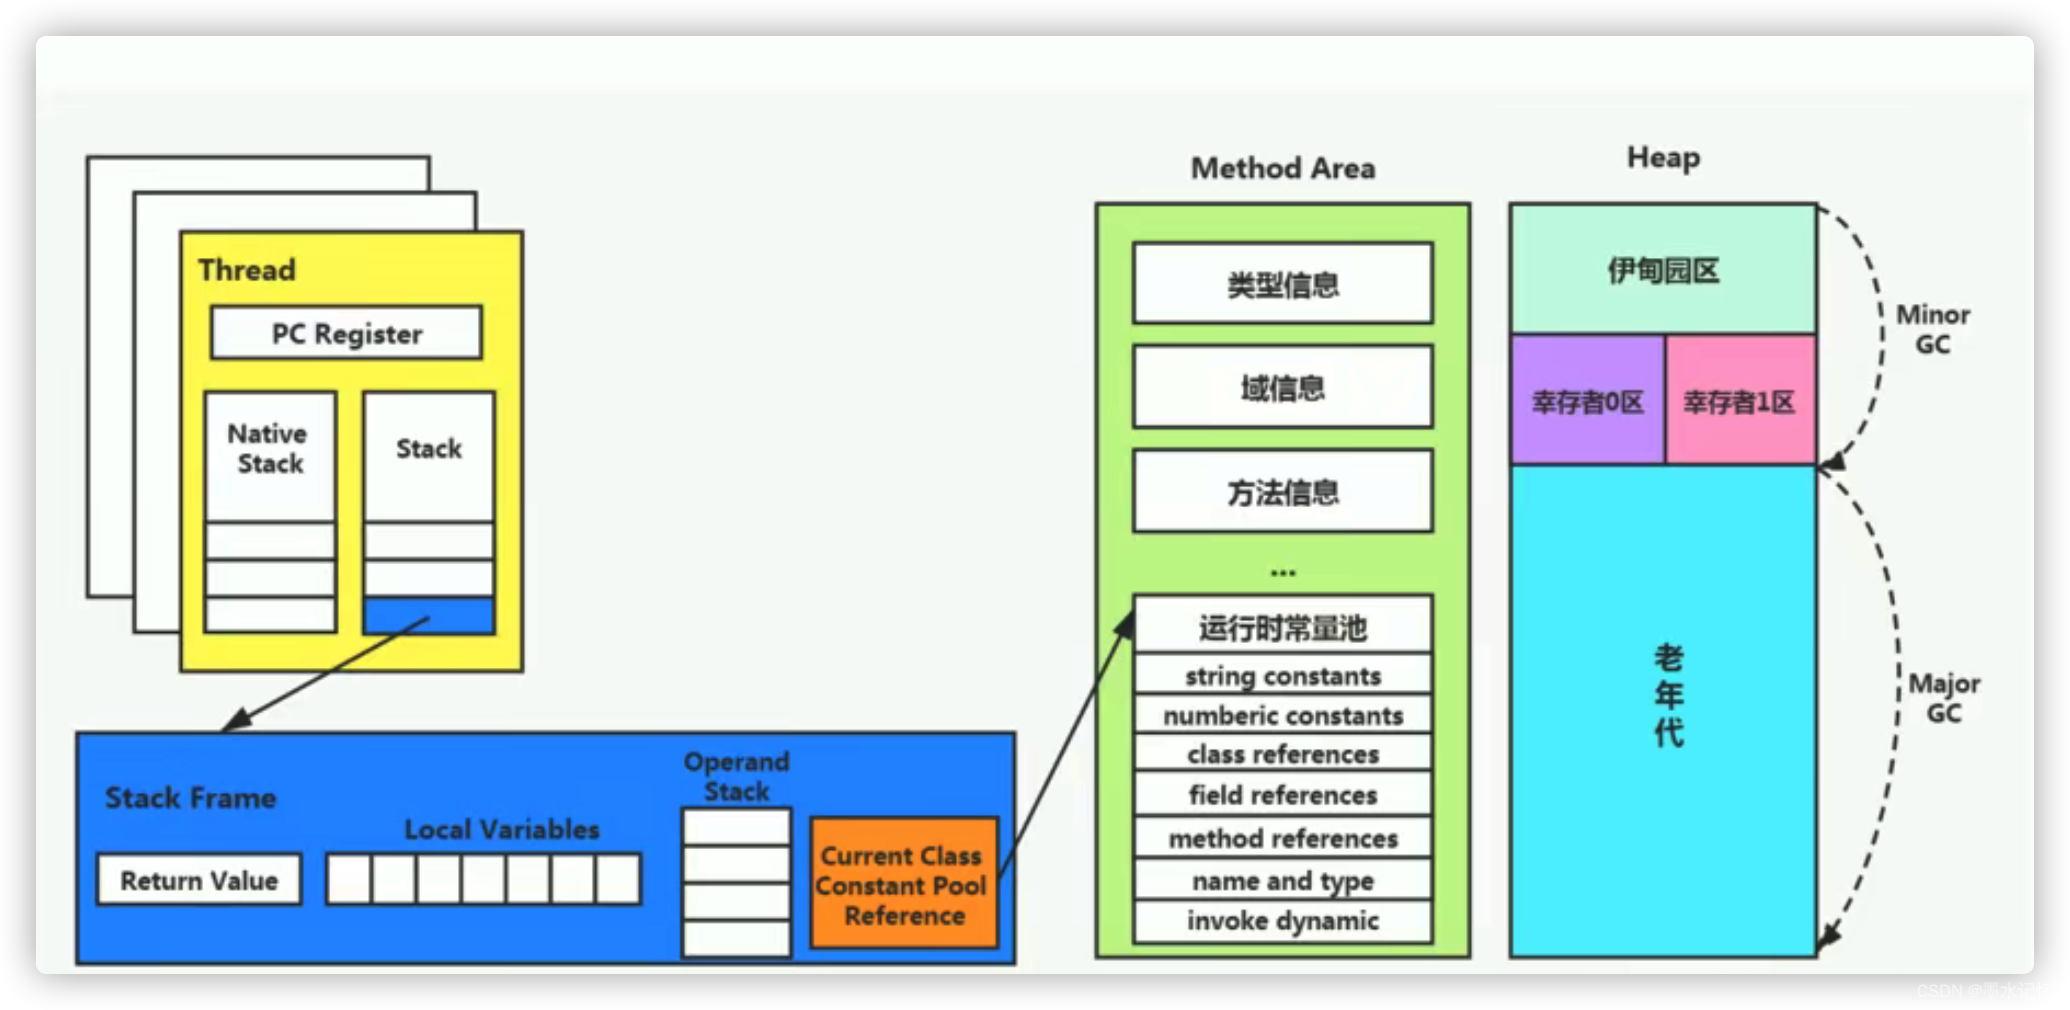 Thread
PC Register
Native
Stack
Stack
Stack Frame
Return Value
Local Variables
Operand
Stack
Current Class
Constant Pool
Reference
Method Area
类型信息
域信息
方法信息
...
运行时常量池
string constants
numberic constants
class references
field references
method references
name and type
invoke dynamic
Heap
伊甸园区
幸存者0区
幸存者1区
老
年
代
Minor
GC
Major
GC
CSDN